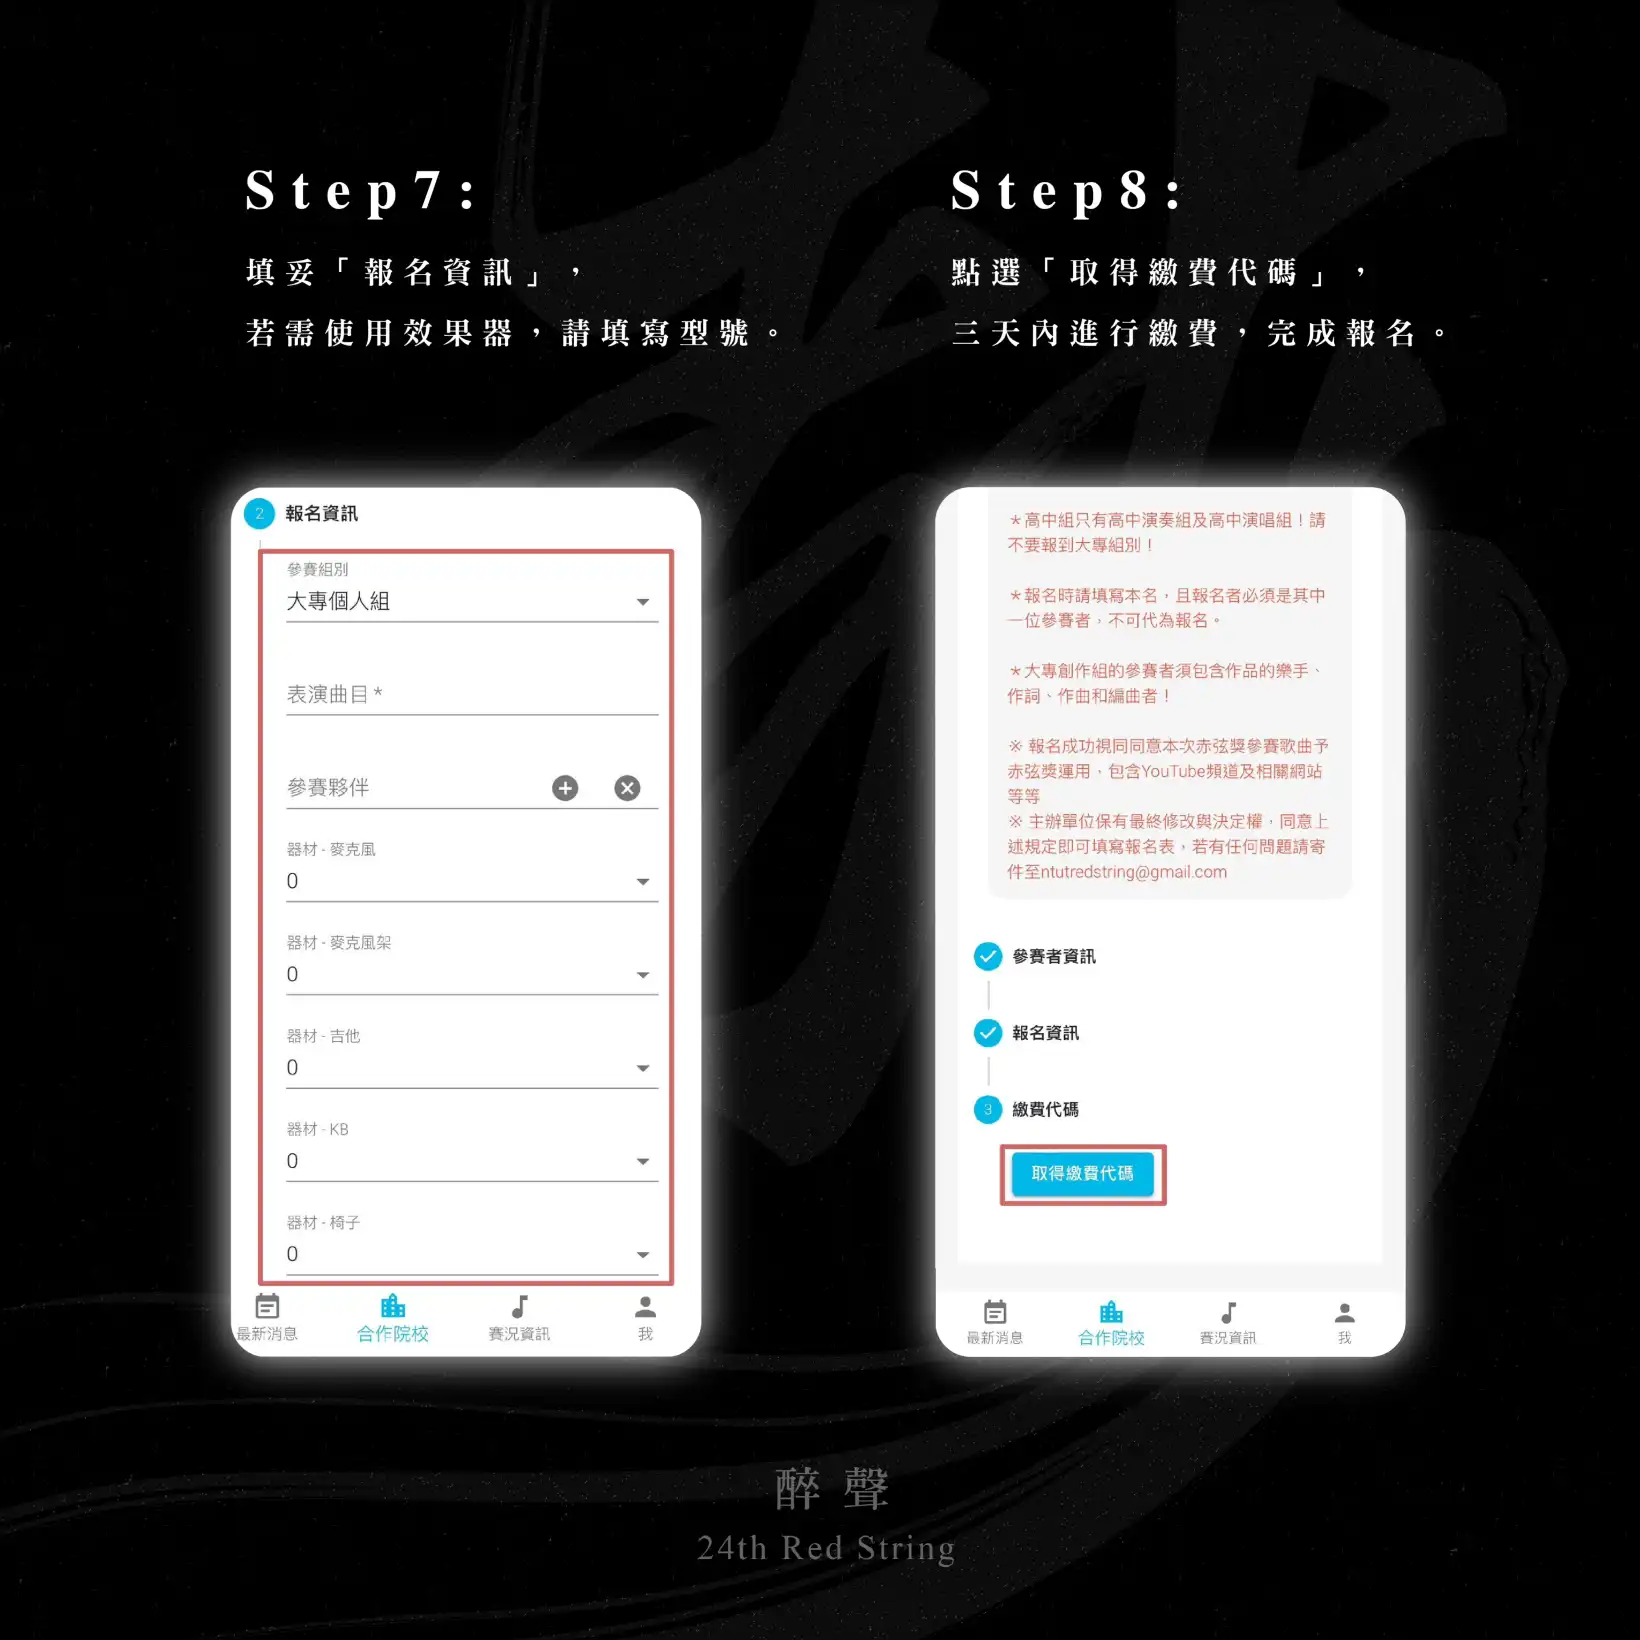 Step7:
填妥「報名資訊」，
若需使用效果器，請填寫型號。
2 報名資訊
參賽組別
大專個人組
表演曲目 *
參賽夥伴
器材 - 麥克風
0
器材 - 麥克風架
0
器材 - 吉他
0
器材 - KB
0
器材 - 椅子
0
最新消息 合作院校 賽況資訊 我
Step8:
點選「取得繳費代碼」，
三天內進行繳費，完成報名。
＊高中組只有高中演奏組及高中演唱組！請
不要報到大專組別！
＊報名時請填寫本名，且報名者必須是其中
一位參賽者，不可代為報名。
＊大專創作組的參賽者須包含作品的樂手、
作詞、作曲和編曲者！
※ 報名成功視同同意本次赤弦獎參賽歌曲予
赤弦獎運用，包含YouTube頻道及相關網站
等等
※ 主辦單位保有最終修改與決定權，同意上
述規定即可填寫報名表，若有任何問題請寄
件至ntutredstring@gmail.com
參賽者資訊
報名資訊
3 繳費代碼
取得繳費代碼
最新消息 合作院校 賽況資訊 我
醉聲
24th Red String